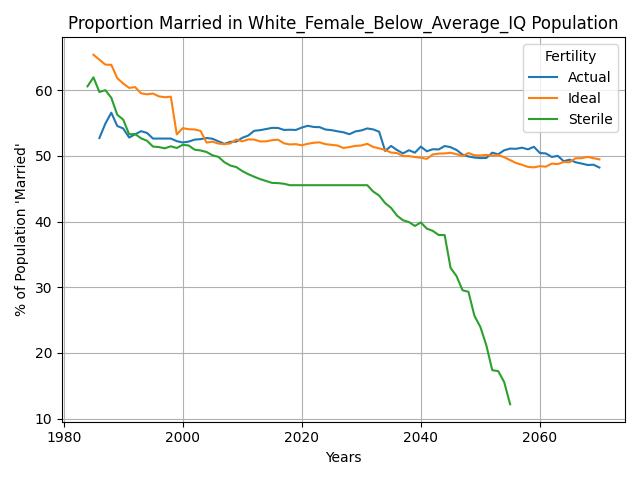 Proportion Married in White_Female_Below_Average_IQ Population
% of Population 'Married'
60
50
40
30
20
10
Fertility
Actual
Ideal
Sterile
1980
2000
2020
2040
2060
Years